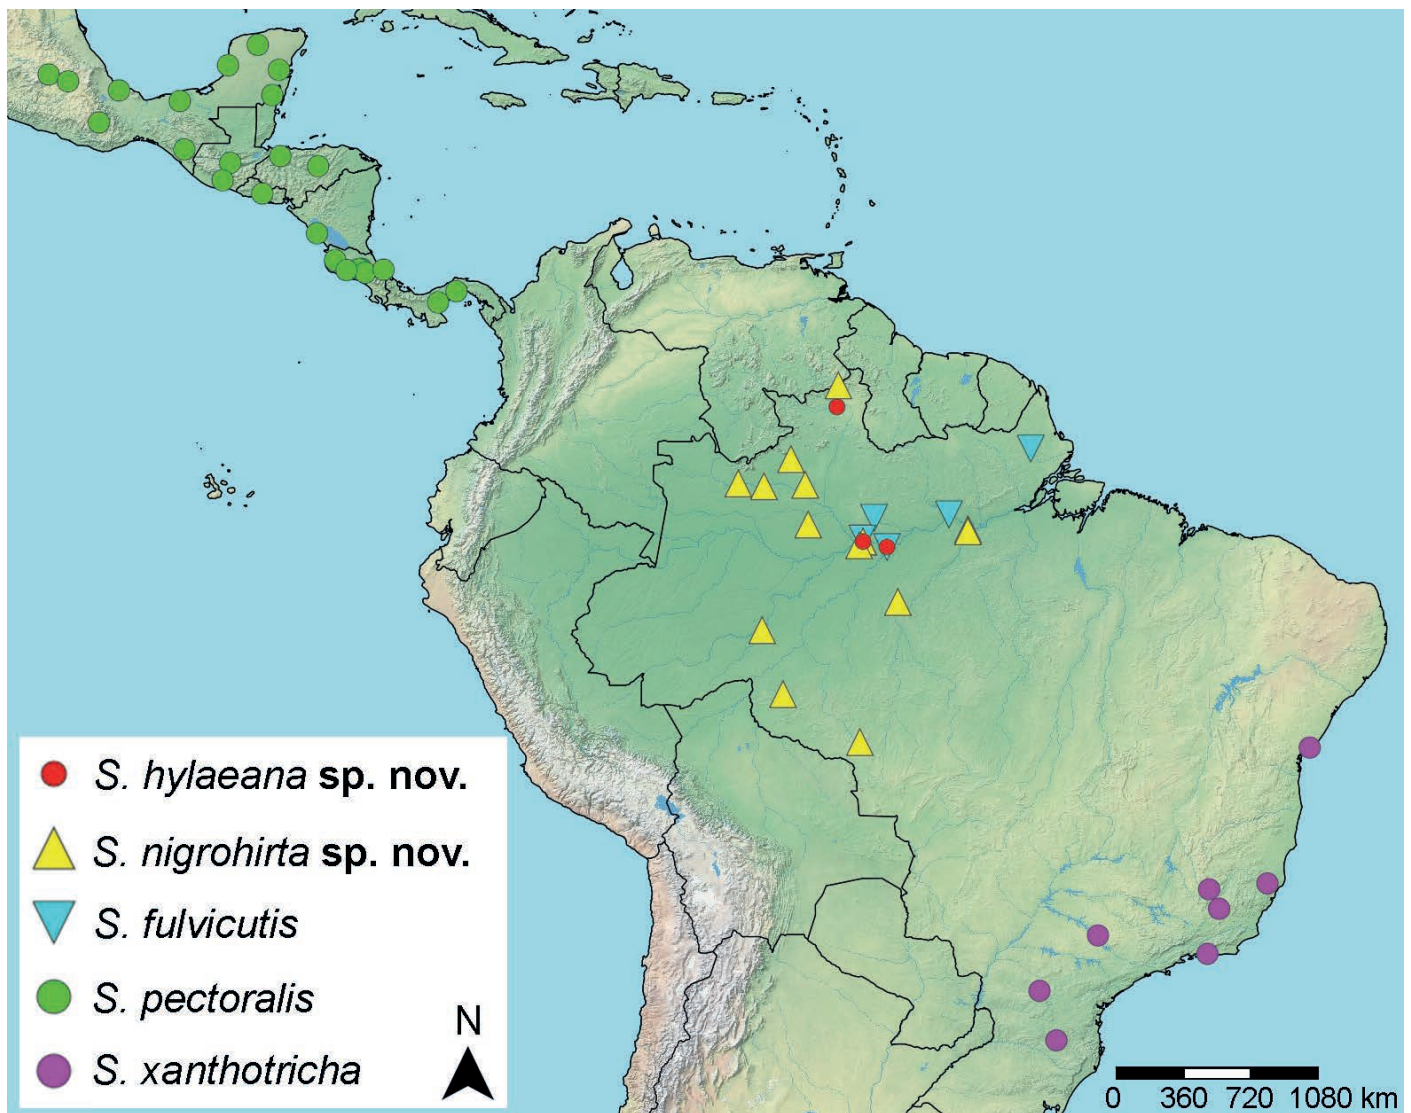 S. hylaeana sp. nov.
S. nigrohirta sp. nov.
S. fulvicutis
S. pectoralis
S. xanthotricha
N
0 360 720 1080 km